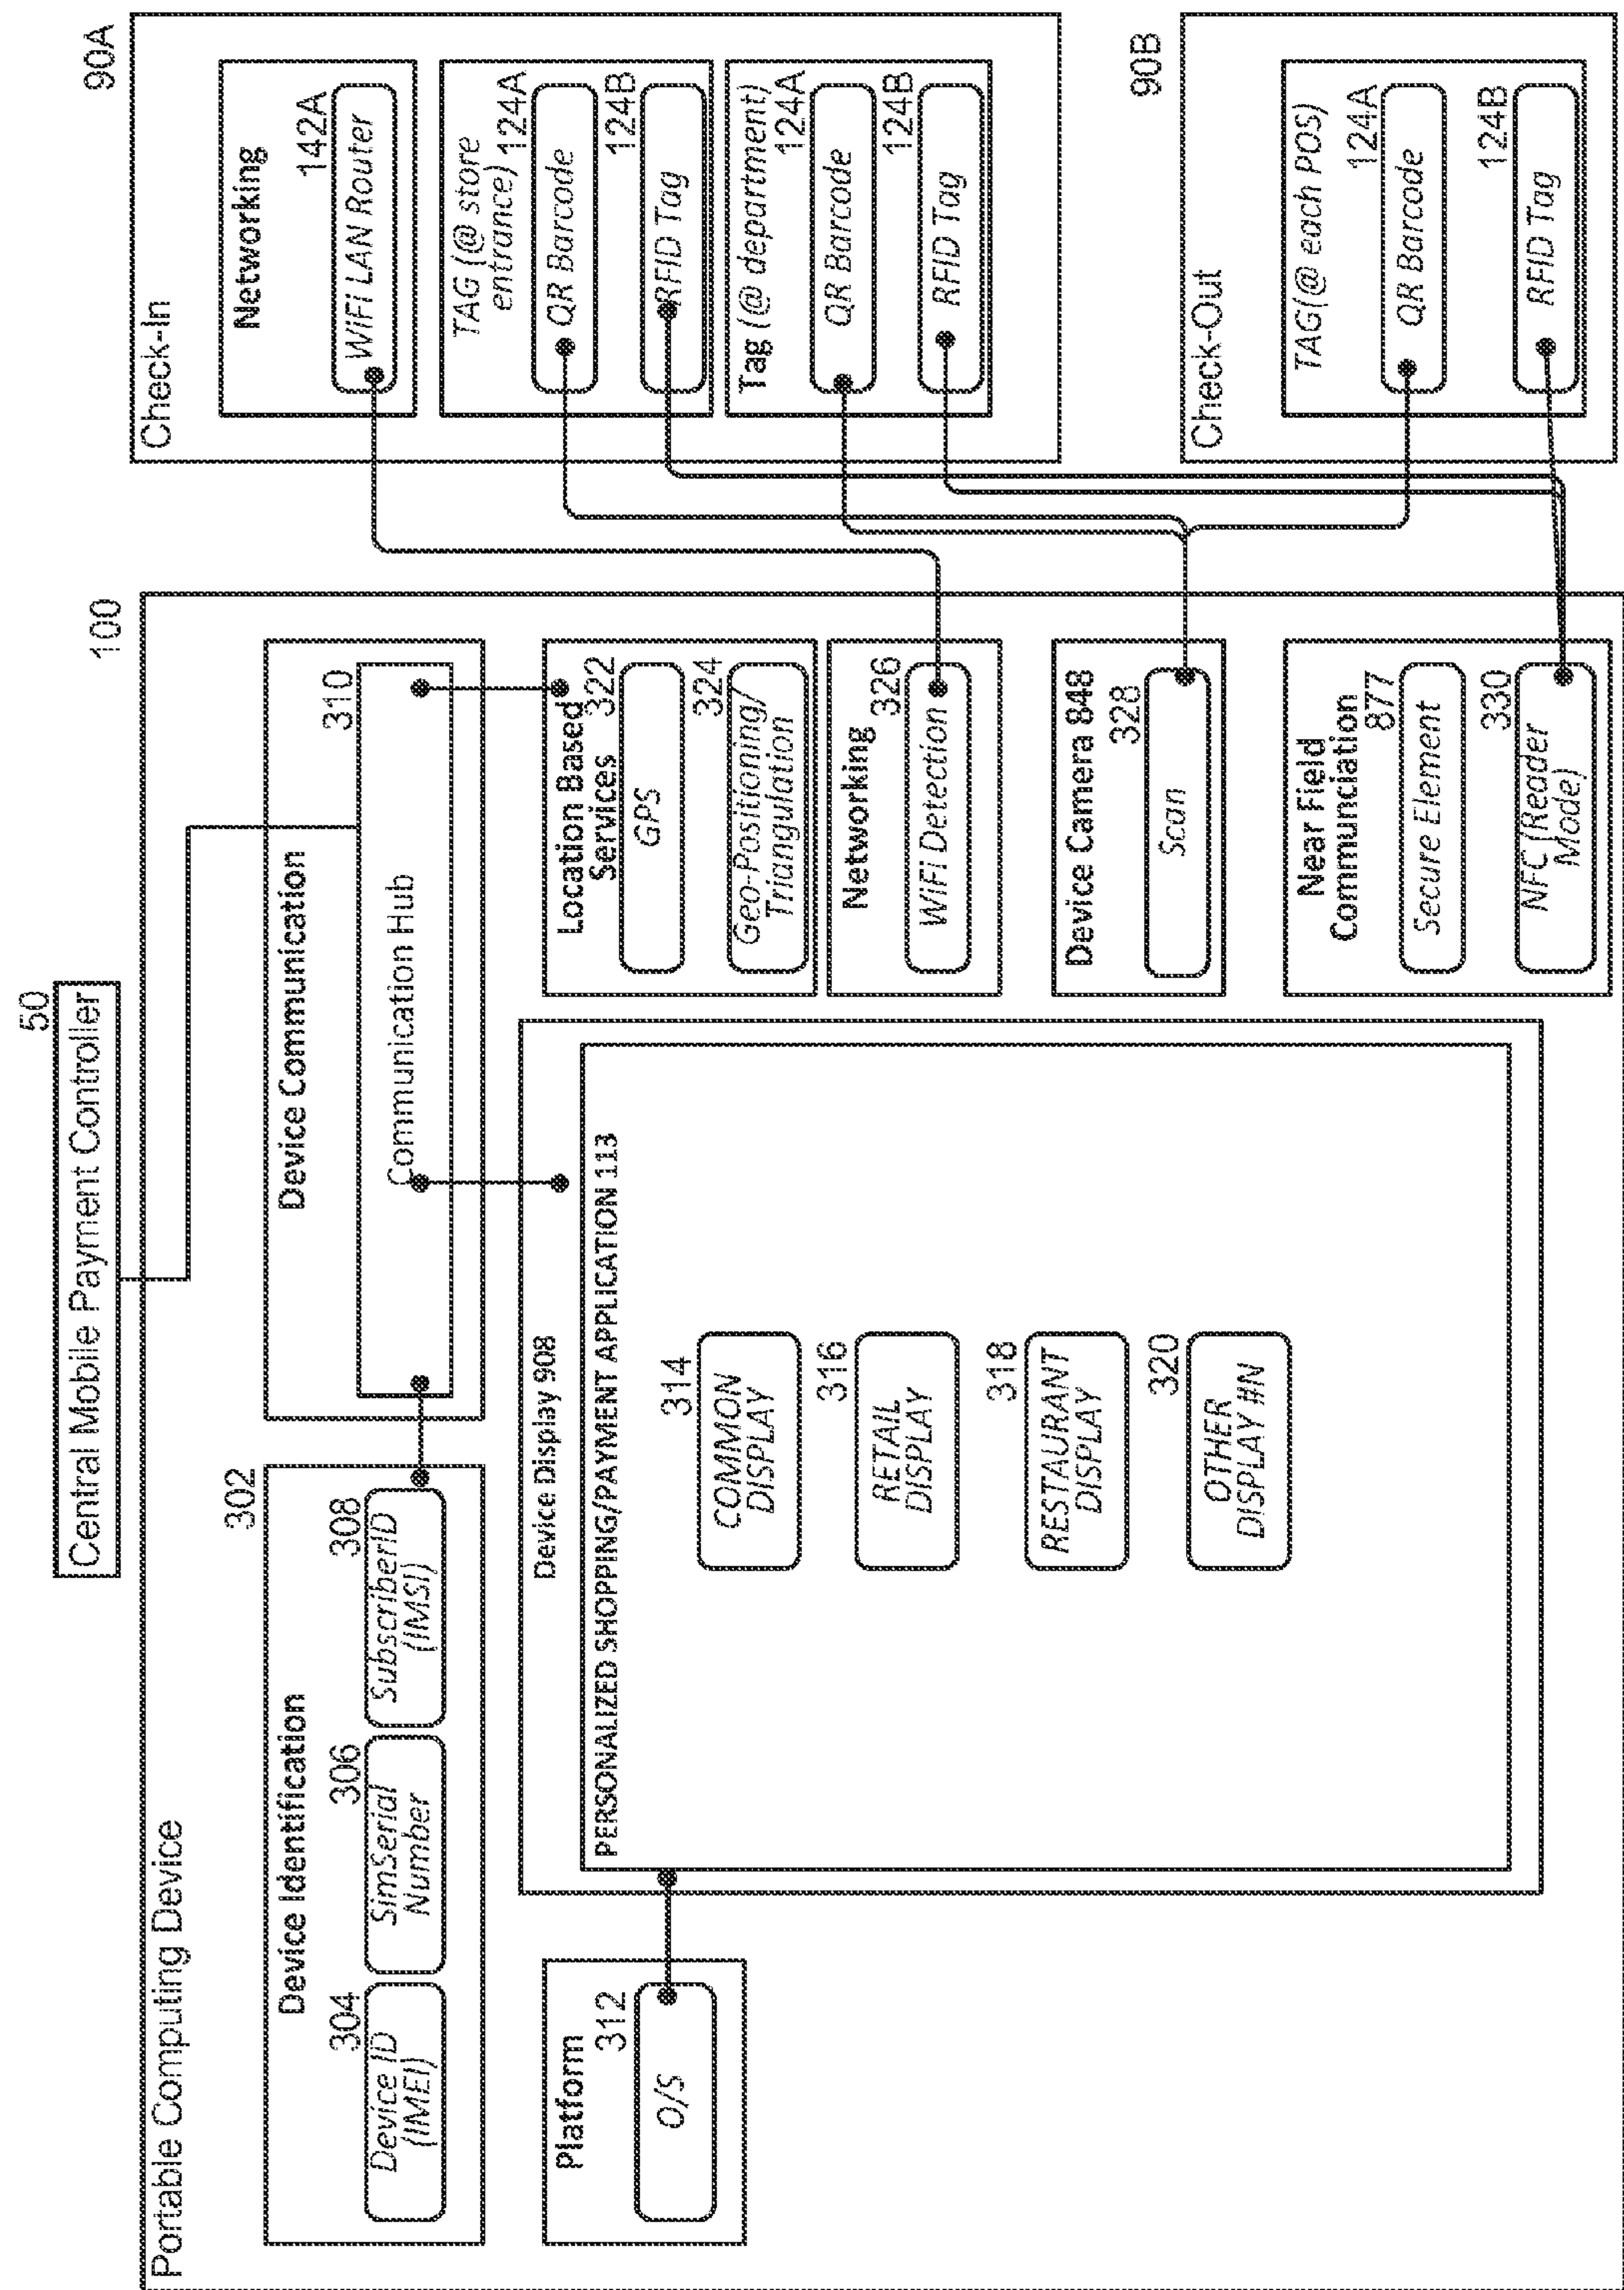 50
Central Mobile Payment Controller
Portable Computing Device
100
302
Device Identification
304
Device ID
(IMEI)
306
SimSerial
Number
308
SubscriberID
(IMSI)
Device Communication
310
Communication Hub
Platform
312
O/S
Device Display 908
PERSONALIZED SHOPPING/PAYMENT APPLICATION 113
314
COMMON
DISPLAY
316
RETAIL
DISPLAY
318
RESTAURANT
DISPLAY
320
OTHER
DISPLAY #N
Location Based
Services 322
GPS
324
Geo-Positioning/
Triangulation
Networking
326
WiFi Detection
Device Camera 848
328
Scan
Near Field
Communciation
877
Secure Element
330
NFC (Reader
Mode)
90A
Check-In
Networking
142A
WiFi LAN Router
TAG (@ store
entrance) 124A
QR Barcode
124B
RFID Tag
Tag (@ department)
124A
QR Barcode
124B
RFID Tag
90B
Check-Out
TAG(@ each POS)
124A
QR Barcode
124B
RFID Tag